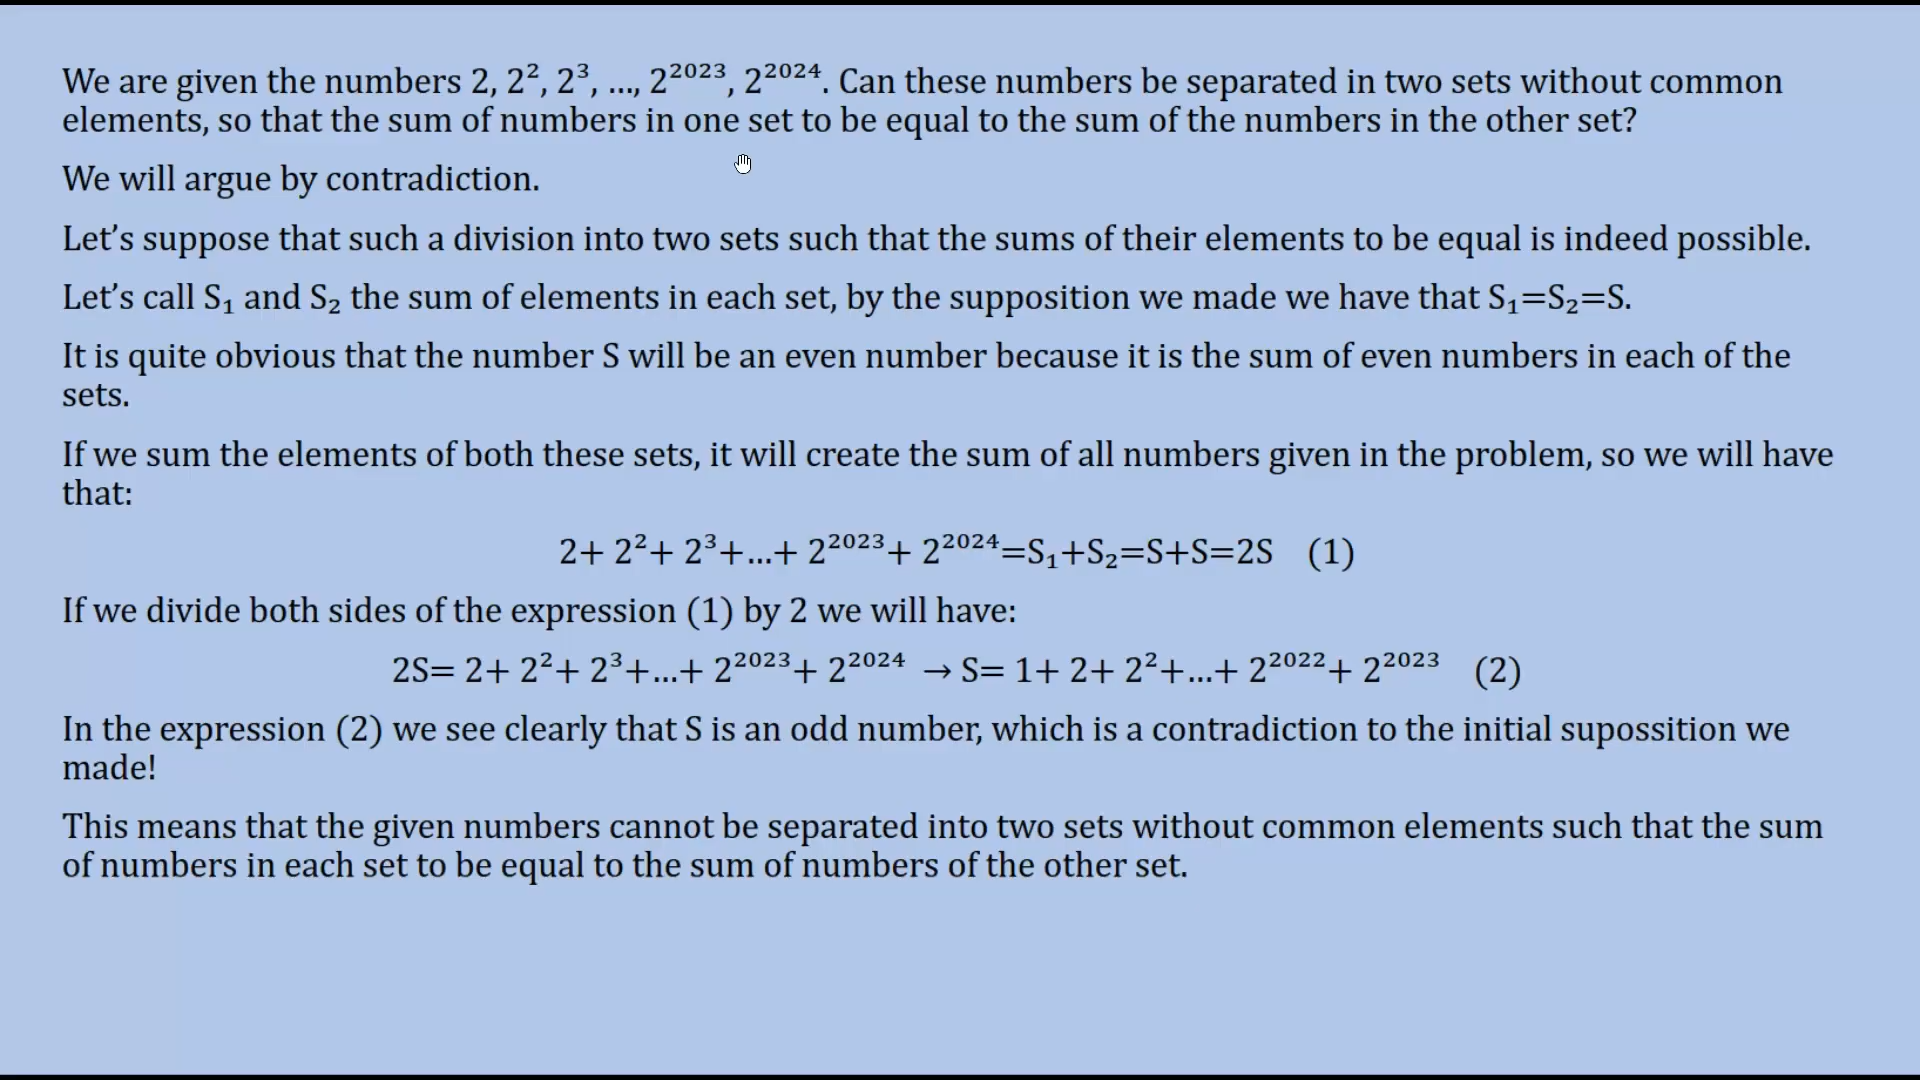 We are given the numbers 2, 2², 2³, ..., 2²⁰²³, 2²⁰²⁴. Can these numbers be separated in two sets without common
elements, so that the sum of numbers in one set to be equal to the sum of the numbers in the other set?
We will argue by contradiction.
Let’s suppose that such a division into two sets such that the sums of their elements to be equal is indeed possible.
Let’s call S₁ and S₂ the sum of elements in each set, by the supposition we made we have that S₁=S₂=S.
It is quite obvious that the number S will be an even number because it is the sum of even numbers in each of the
sets.
If we sum the elements of both these sets, it will create the sum of all numbers given in the problem, so we will have
that:
2+ 2²+ 2³+...+ 2²⁰²³+ 2²⁰²⁴=S₁+S₂=S+S=2S (1)
If we divide both sides of the expression (1) by 2 we will have:
2S= 2+ 2²+ 2³+...+ 2²⁰²³+ 2²⁰²⁴ → S= 1+ 2+ 2²+...+ 2²⁰²²+ 2²⁰²³ (2)
In the expression (2) we see clearly that S is an odd number, which is a contradiction to the initial supossition we
made!
This means that the given numbers cannot be separated into two sets without common elements such that the sum
of numbers in each set to be equal to the sum of numbers of the other set.